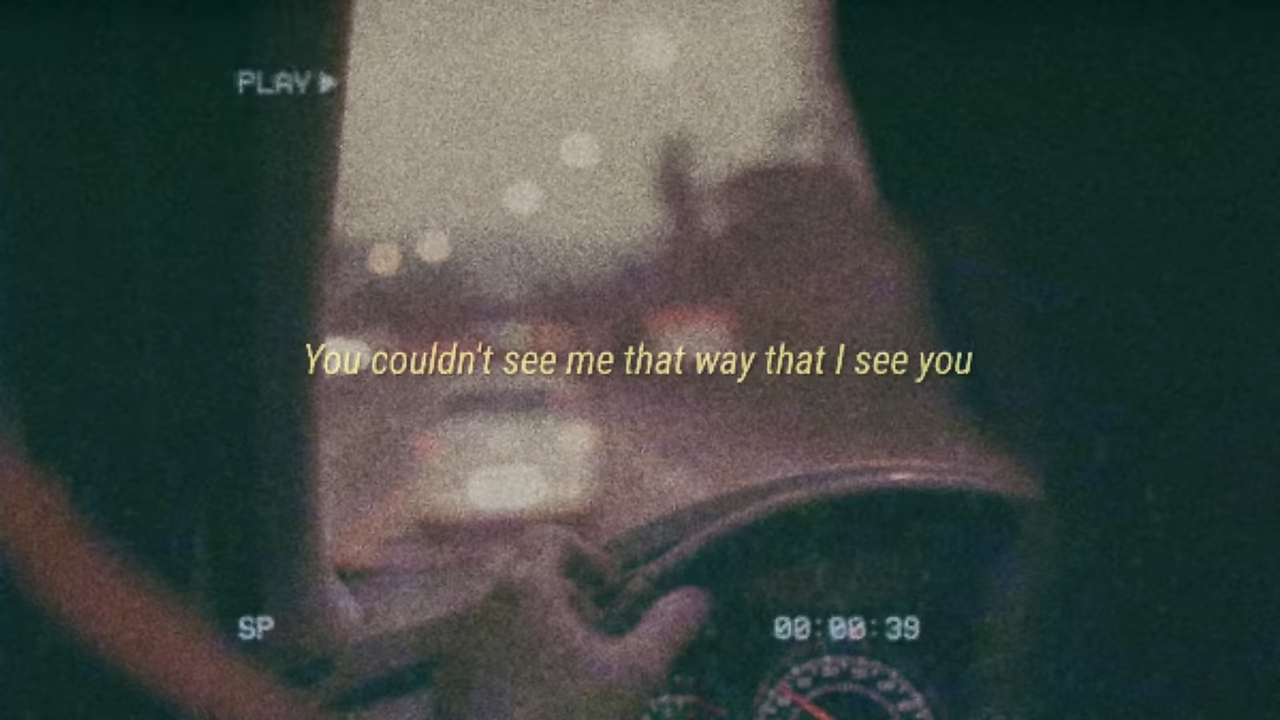 PLAY ▶
You couldn't see me that way that I see you
SP
00:00:39